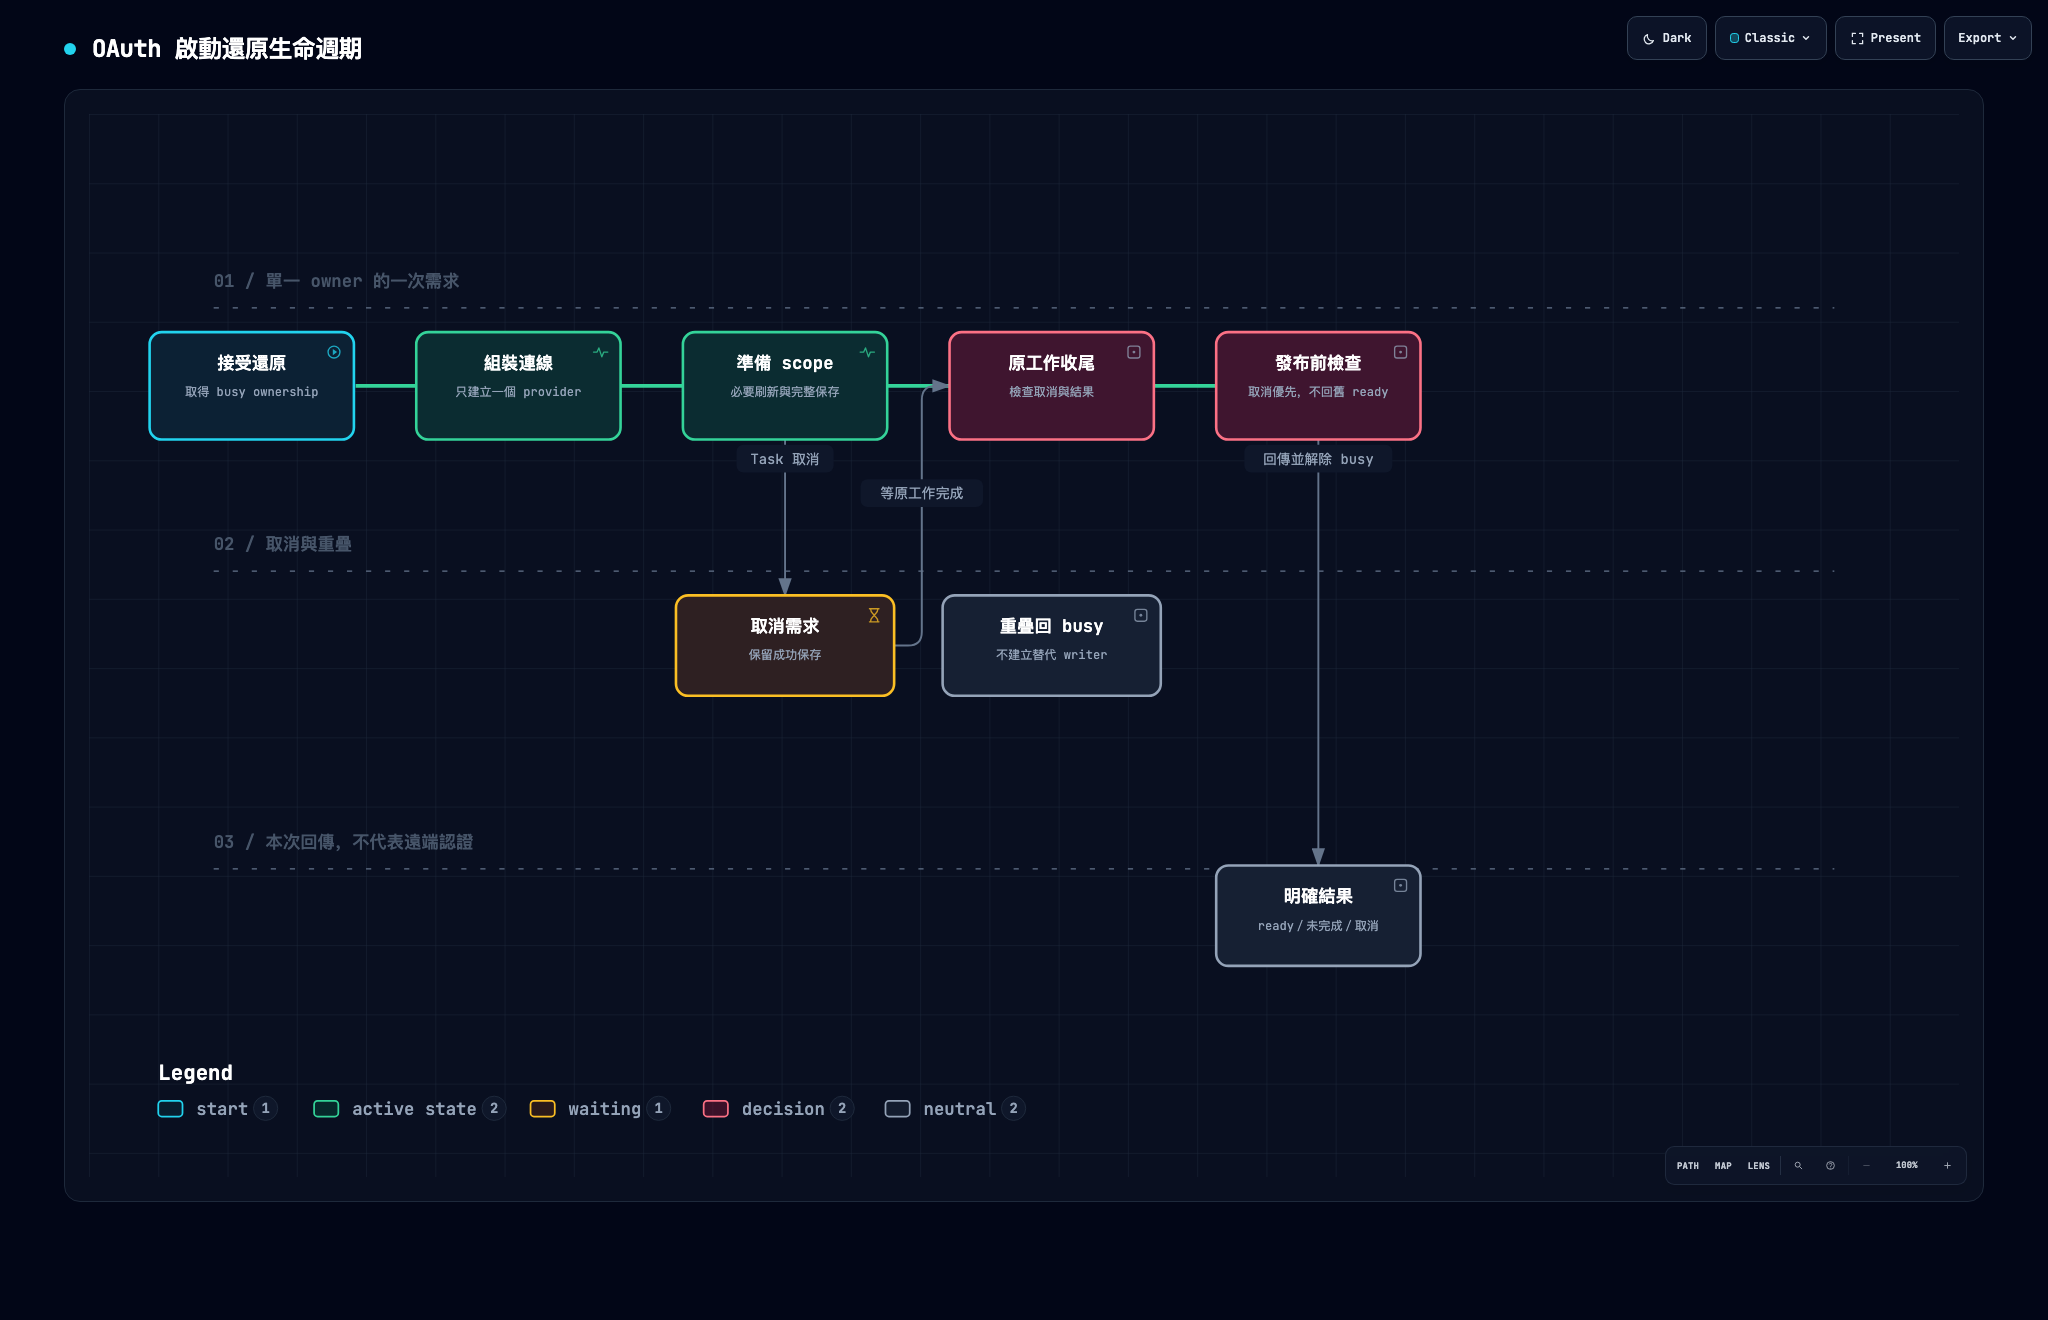 OAuth 啟動還原生命週期
Dark
Classic
Present
Export
01 / 單一 owner 的一次需求
接受還原
取得 busy ownership
組裝連線
只建立一個 provider
準備 scope
必要刷新與完整保存
原工作收尾
檢查取消與結果
發布前檢查
取消優先，不回舊 ready
Task 取消
回傳並解除 busy
等原工作完成
02 / 取消與重疊
取消需求
保留成功保存
重疊回 busy
不建立替代 writer
03 / 本次回傳，不代表遠端認證
明確結果
ready / 未完成 / 取消
Legend
start 1
active state 2
waiting 1
decision 2
neutral 2
PATH
MAP
LENS
100%